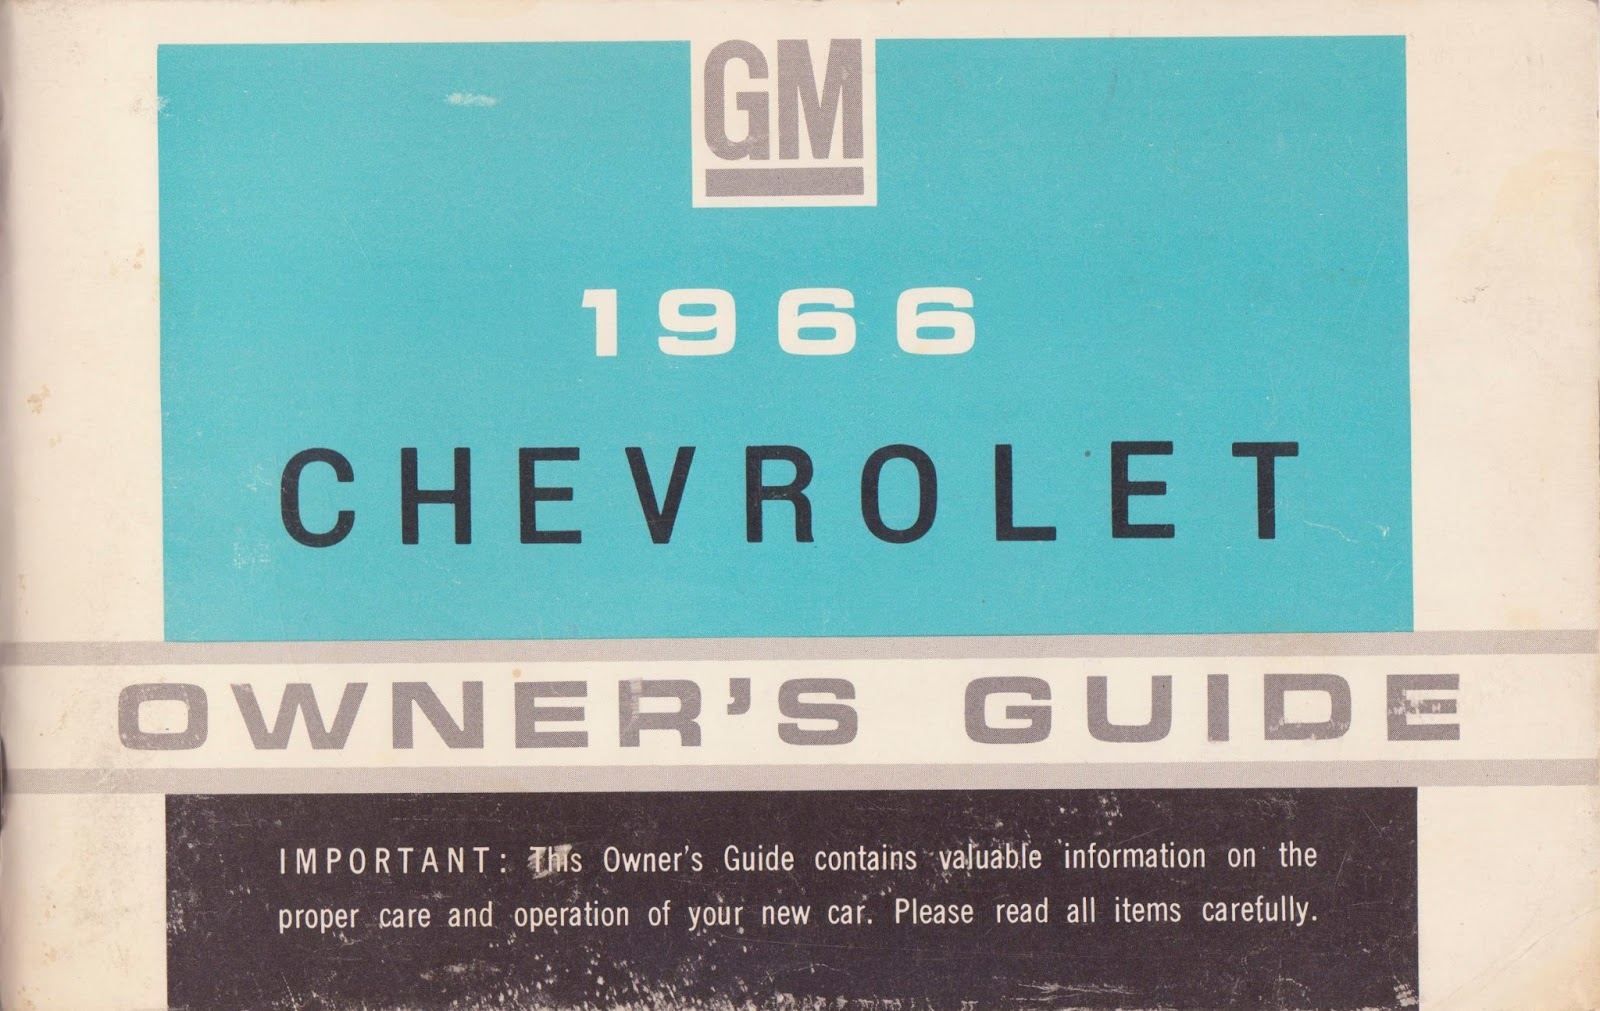 GM
1966
CHEVROLET
OWNER'S GUIDE
IMPORTANT: This Owner's Guide contains valuable information on the
proper care and operation of your new car. Please read all items carefully.